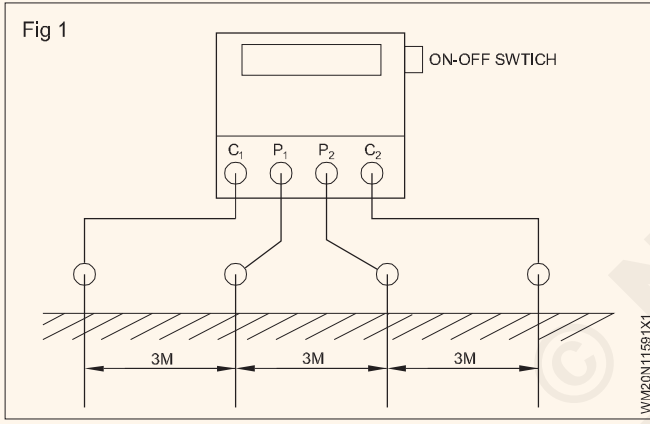 Fig 1
ON-OFF SWTICH
C1 P1 P2 C2
3M 3M 3M
WM20N11591X1
©